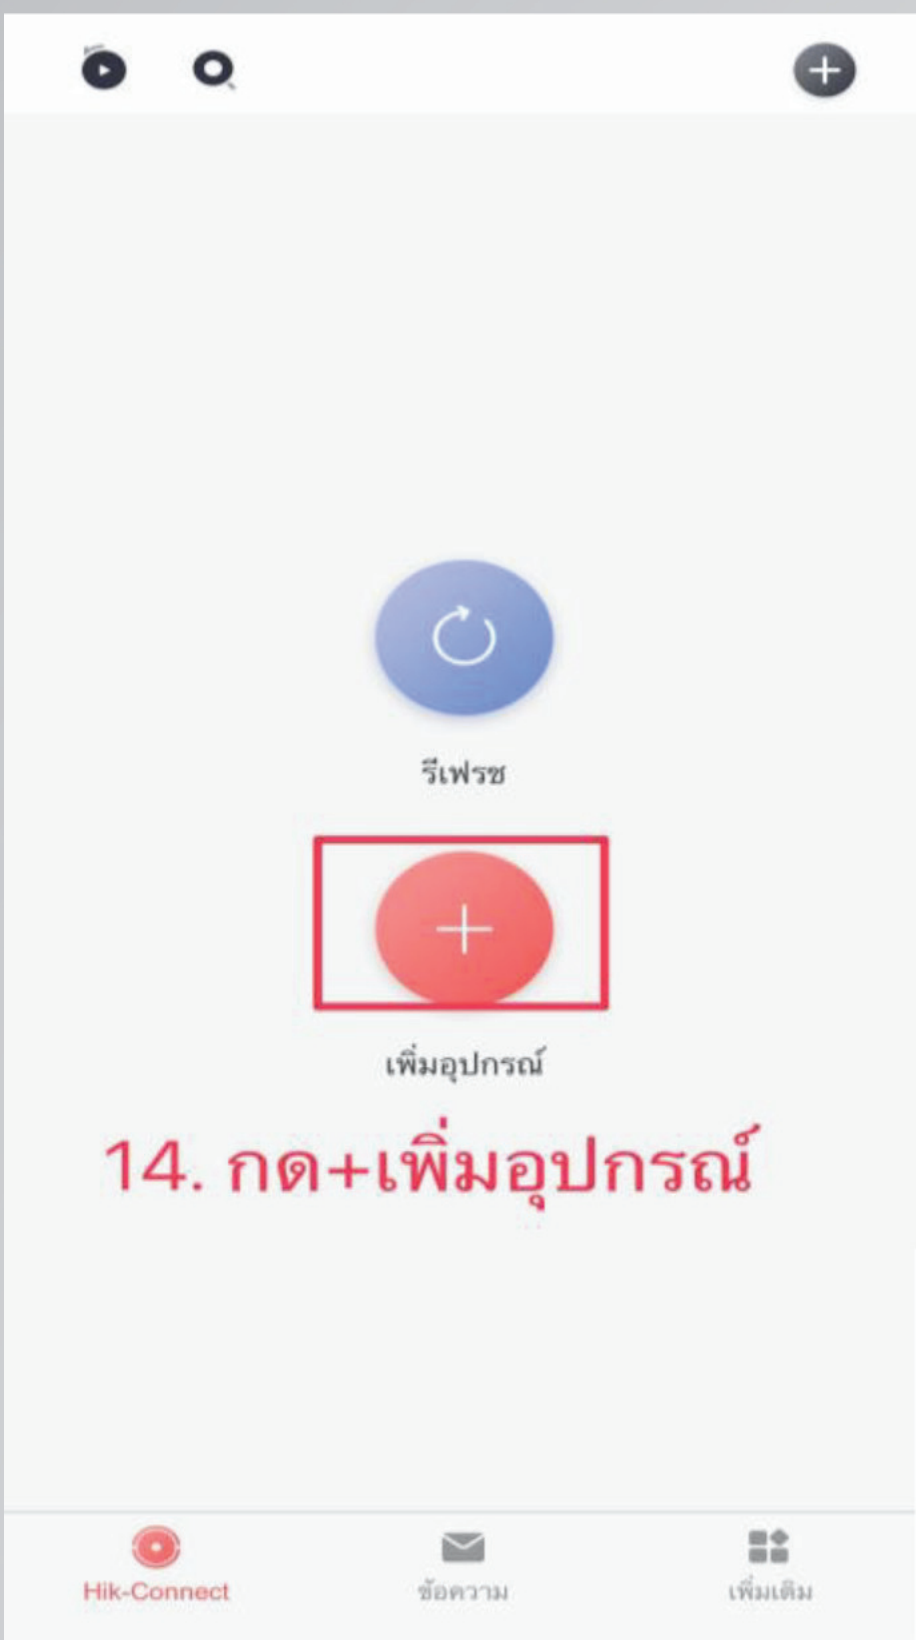 รีเฟรช
เพิ่มอุปกรณ์
14. กด+เพิ่มอุปกรณ์
Hik-Connect
ข้อความ
เพิ่มเติม